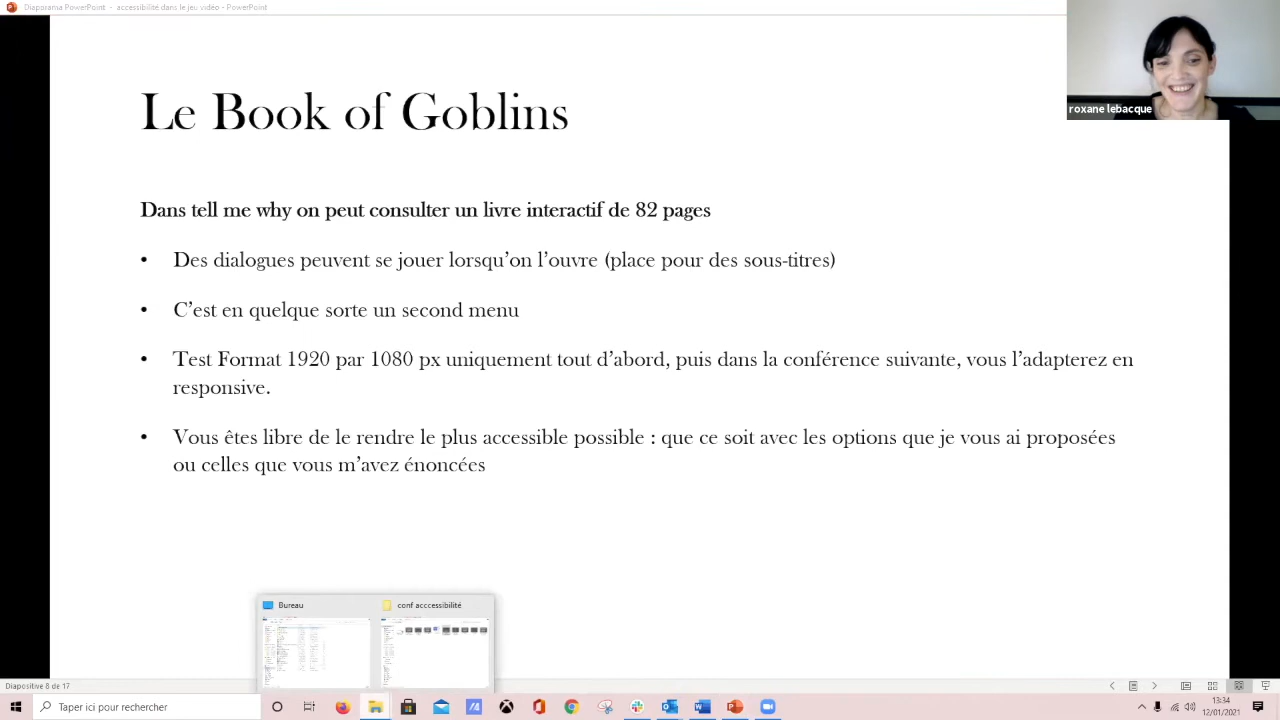 Diaporama PowerPoint - accessibilité dans le jeu vidéo - PowerPoint
roxane lebacque
Le Book of Goblins
Dans tell me why on peut consulter un livre interactif de 82 pages
• Des dialogues peuvent se jouer lorsqu’on l’ouvre (place pour des sous-titres)
• C’est en quelque sorte un second menu
• Test Format 1920 par 1080 px uniquement tout d’abord, puis dans la conférence suivante, vous l’adapterez en
responsive.
• Vous êtes libre de le rendre le plus accessible possible : que ce soit avec les options que je vous ai proposées
ou celles que vous m’avez énoncées
Bureau
conf acccessibilité
Diapositive 8 de 17
Taper ici pour rechercher
13:34
12/01/2021